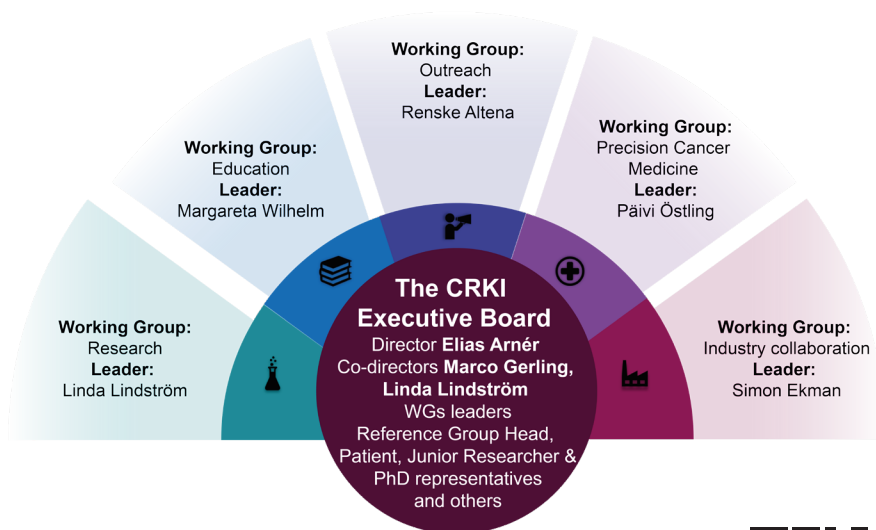 Working Group:
Research
Leader:
Linda Lindström
Working Group:
Education
Leader:
Margareta Wilhelm
Working Group:
Outreach
Leader:
Renske Altena
Working Group:
Precision Cancer
Medicine
Leader:
Päivi Östling
Working Group:
Industry collaboration
Leader:
Simon Ekman
The CRKI
Executive Board
Director Elias Arnér
Co-directors Marco Gerling,
Linda Lindström
WGs leaders
Reference Group Head,
Patient, Junior Researcher &
PhD representatives
and others